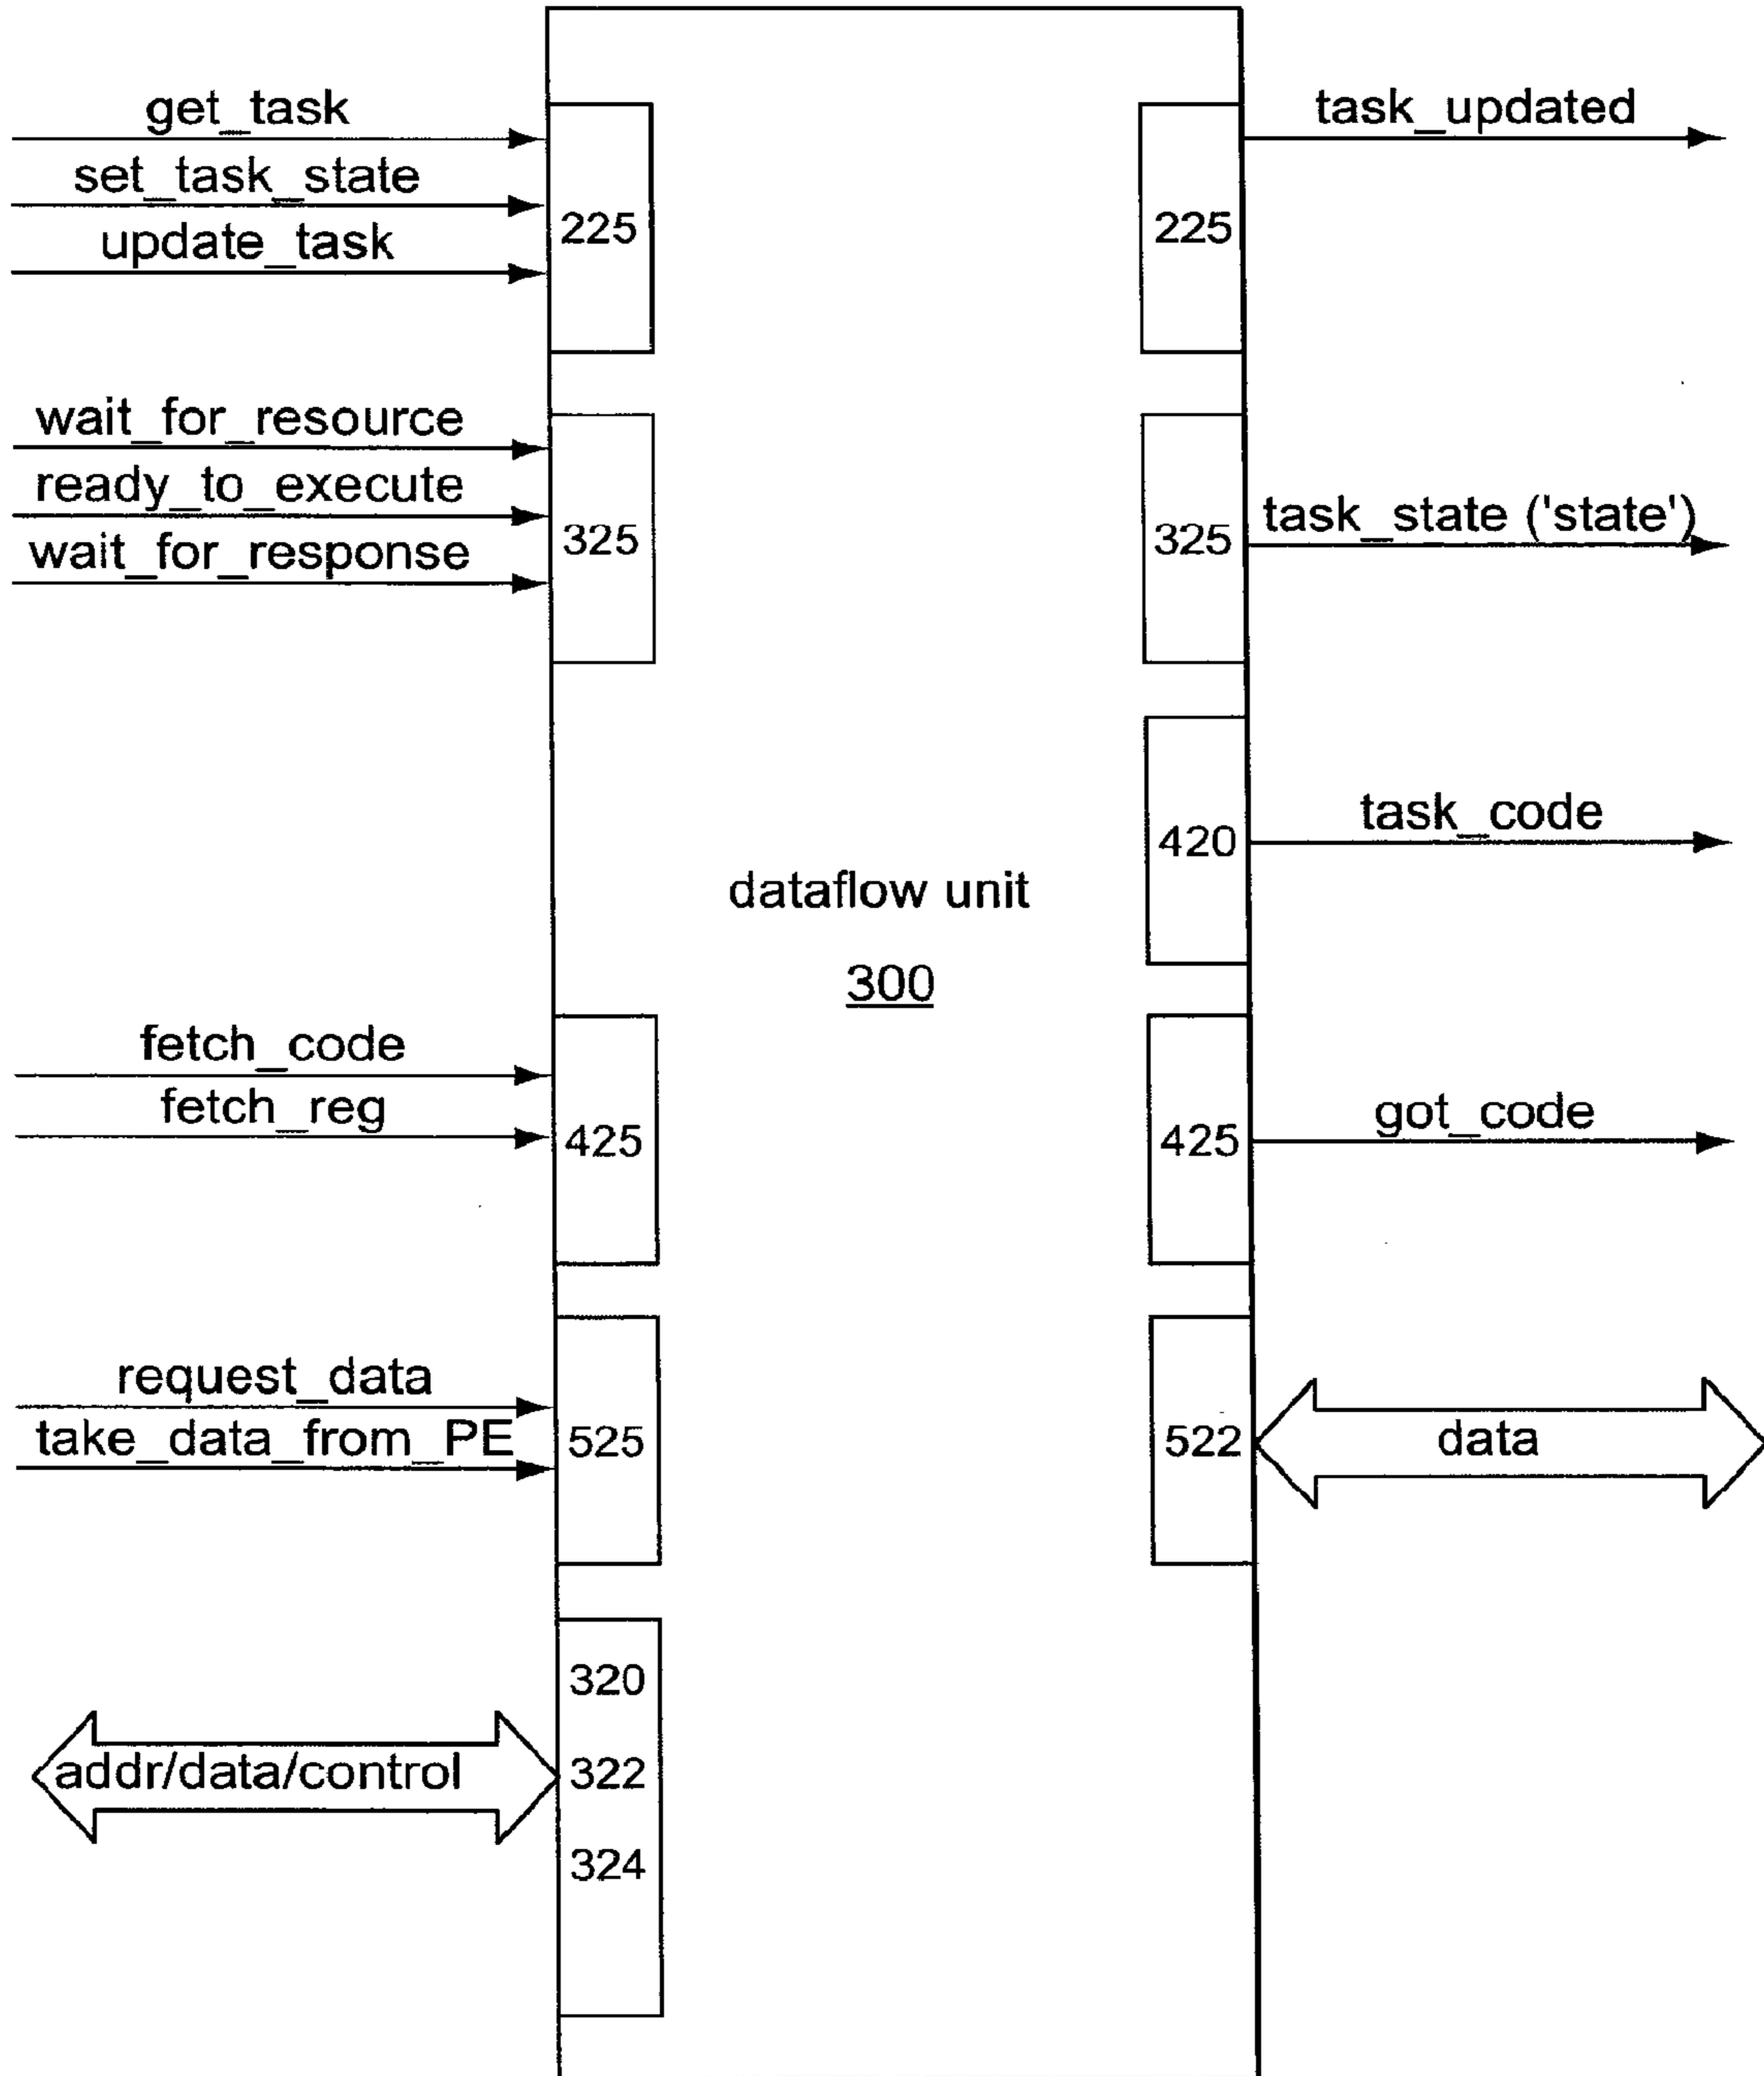 get_task
set_task_state
update_task
225
wait_for_resource
ready_to_execute
wait_for_response
325
fetch_code
fetch_reg
425
request_data
take_data_from_PE
525
addr/data/control
320
322
324
dataflow unit
300
225
task_updated
325
task_state ('state')
420
task_code
425
got_code
522
data